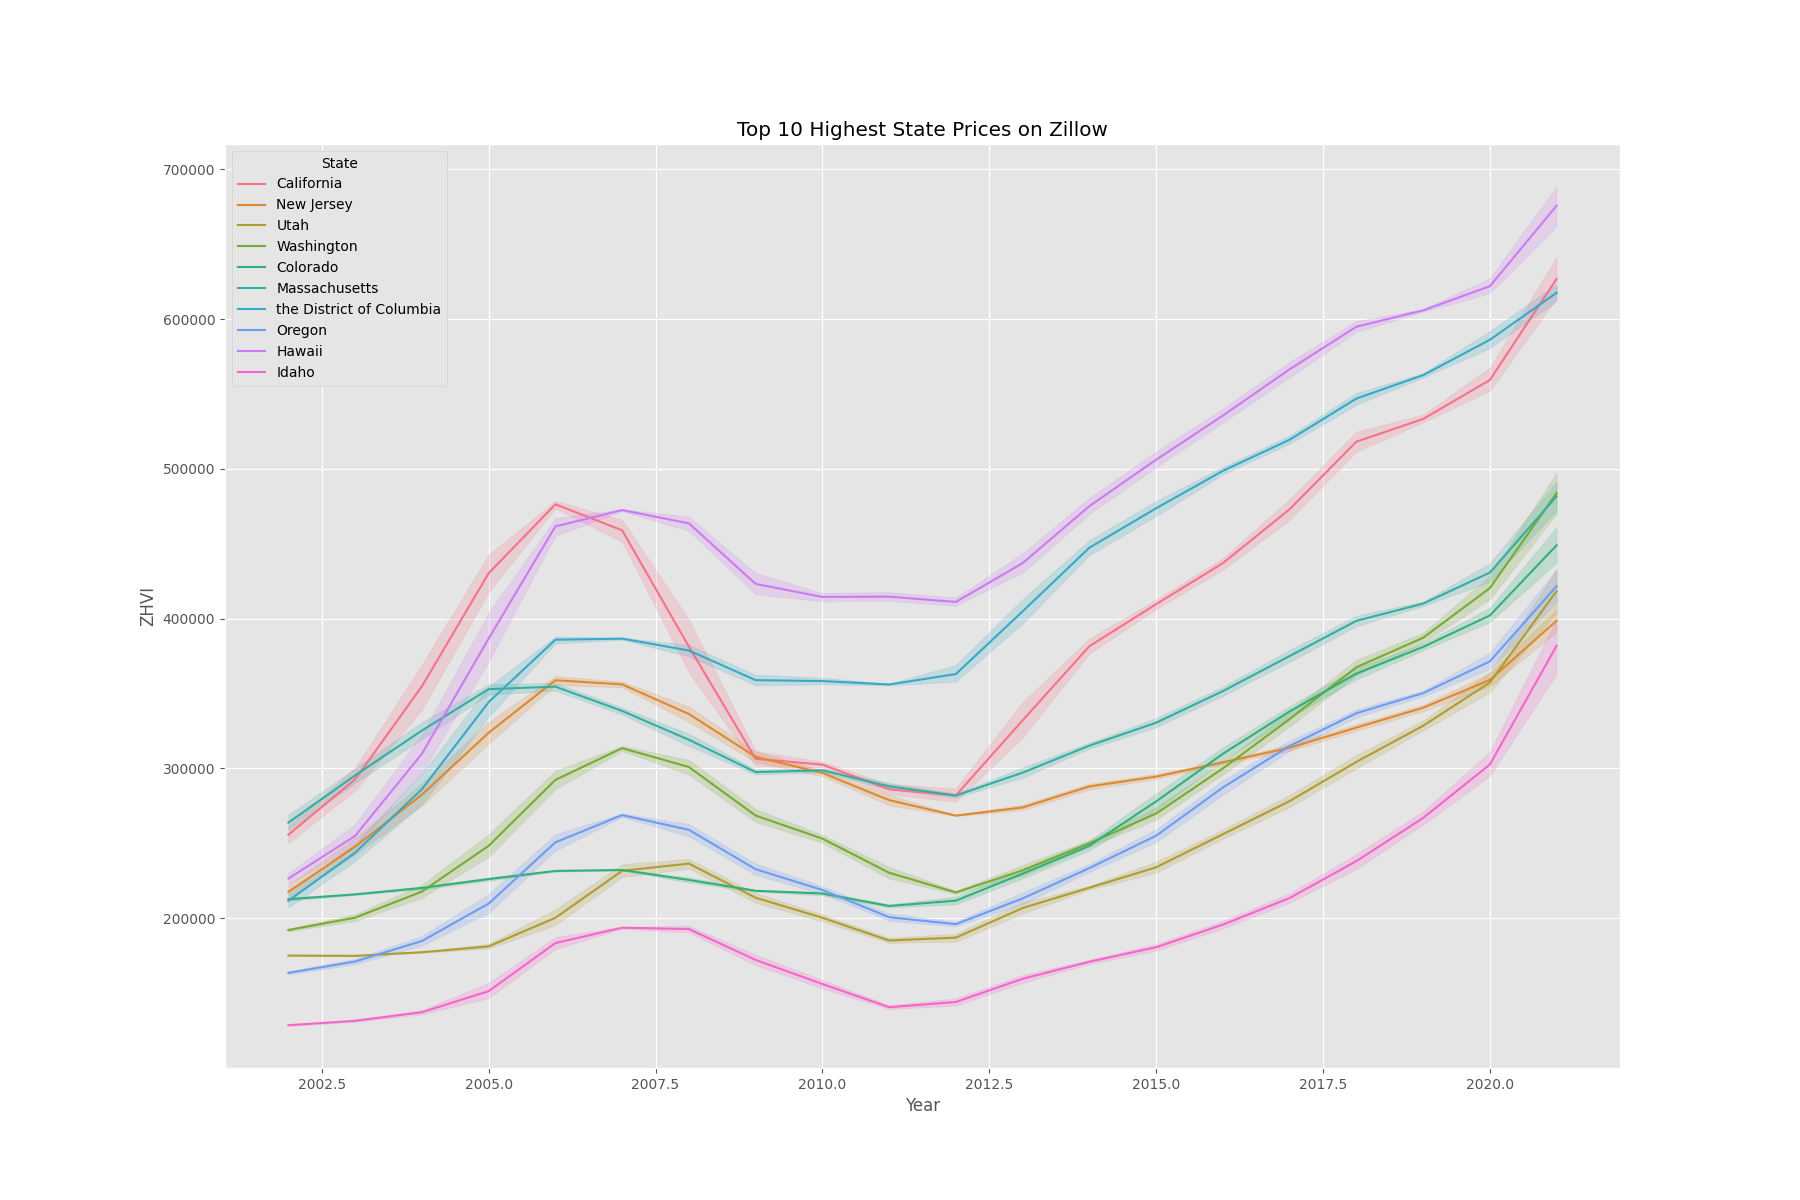 Top 10 Highest State Prices on Zillow
State
California
New Jersey
Utah
Washington
Colorado
Massachusetts
the District of Columbia
Oregon
Hawaii
Idaho
700000
600000
500000
400000
300000
200000
ZHVI
2002.5 2005.0 2007.5 2010.0 2012.5 2015.0 2017.5 2020.0
Year